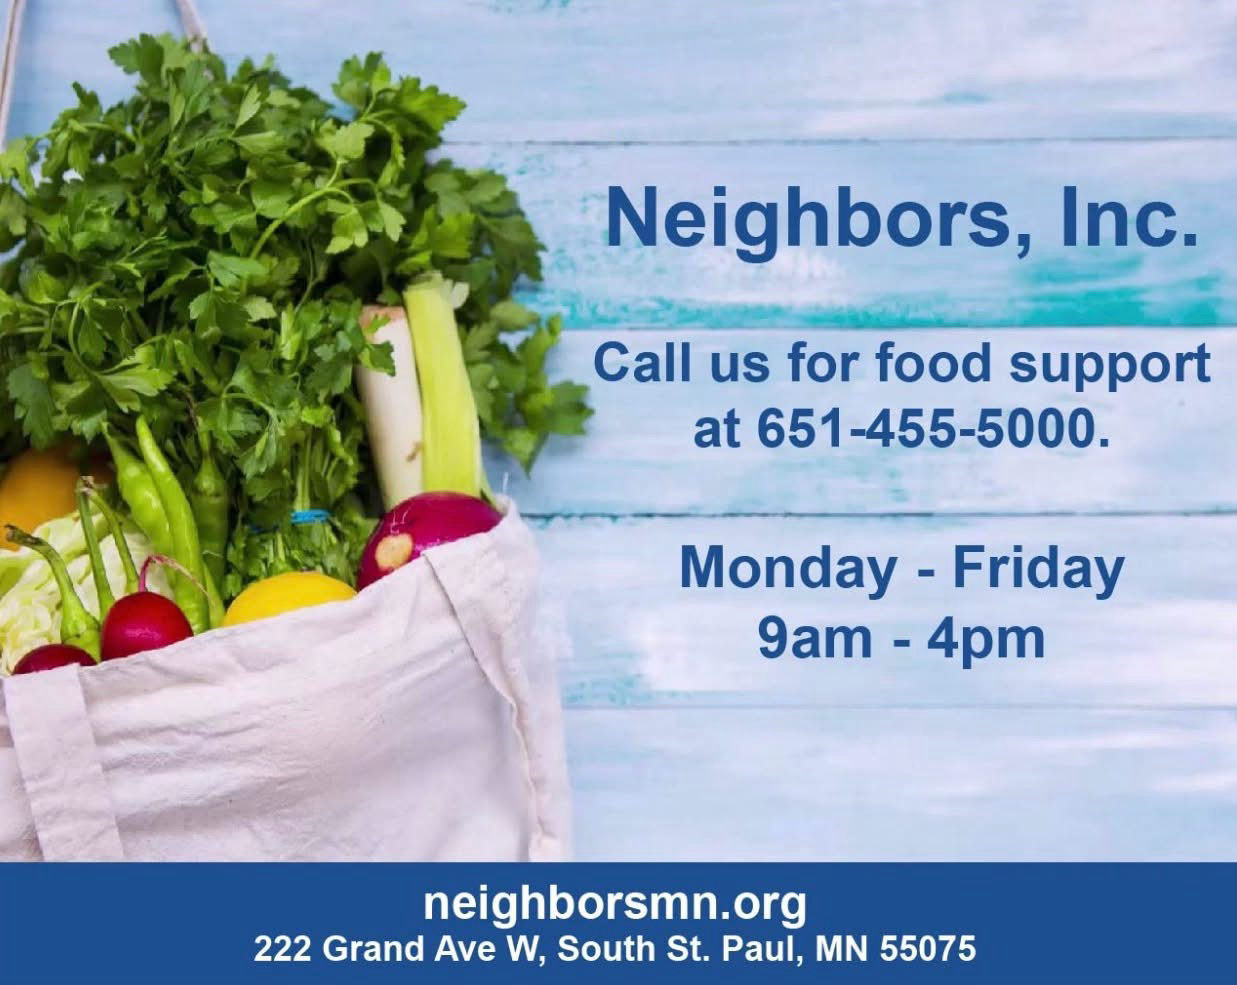 Neighbors, Inc.
Call us for food support
at 651-455-5000.
Monday - Friday
9am - 4pm
neighborsmn.org
222 Grand Ave W, South St. Paul, MN 55075